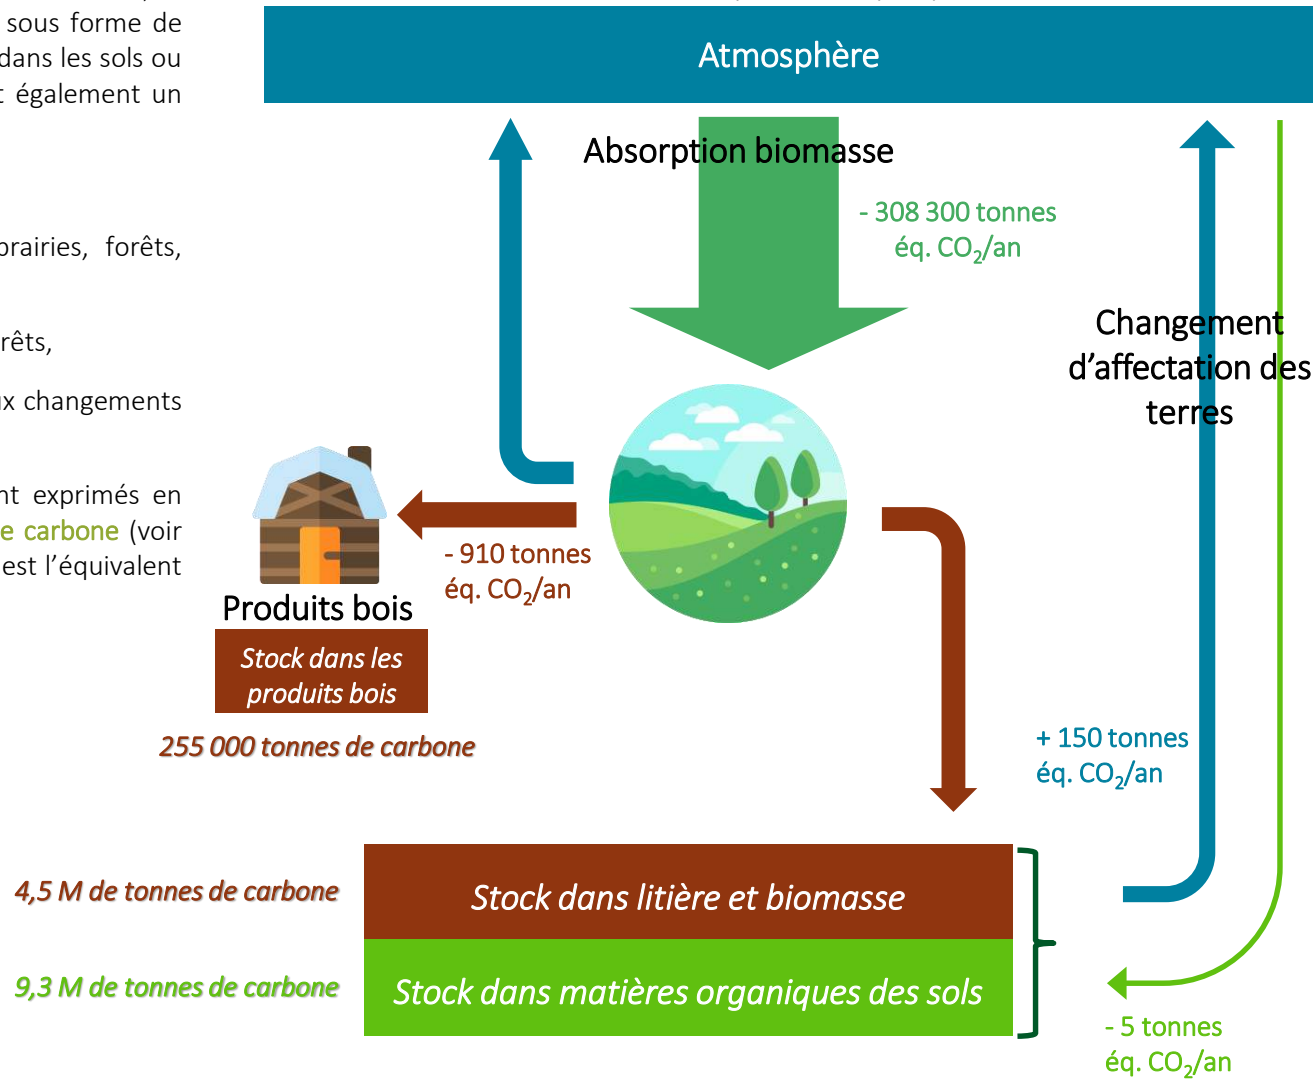 sous forme de
dans les sols ou
également un
prairies, forêts,
ux changements
nt exprimés en
e carbone (voir
est l'équivalent
Atmosphère
Absorption biomasse
- 308 300 tonnes
éq. CO₂/an
Changement
d'affectation des
terres
- 910 tonnes
éq. CO₂/an
Produits bois
Stock dans les
produits bois
255 000 tonnes de carbone
+ 150 tonnes
éq. CO₂/an
4,5 M de tonnes de carbone
Stock dans litière et biomasse
9,3 M de tonnes de carbone
Stock dans matières organiques des sols
- 5 tonnes
éq. CO₂/an